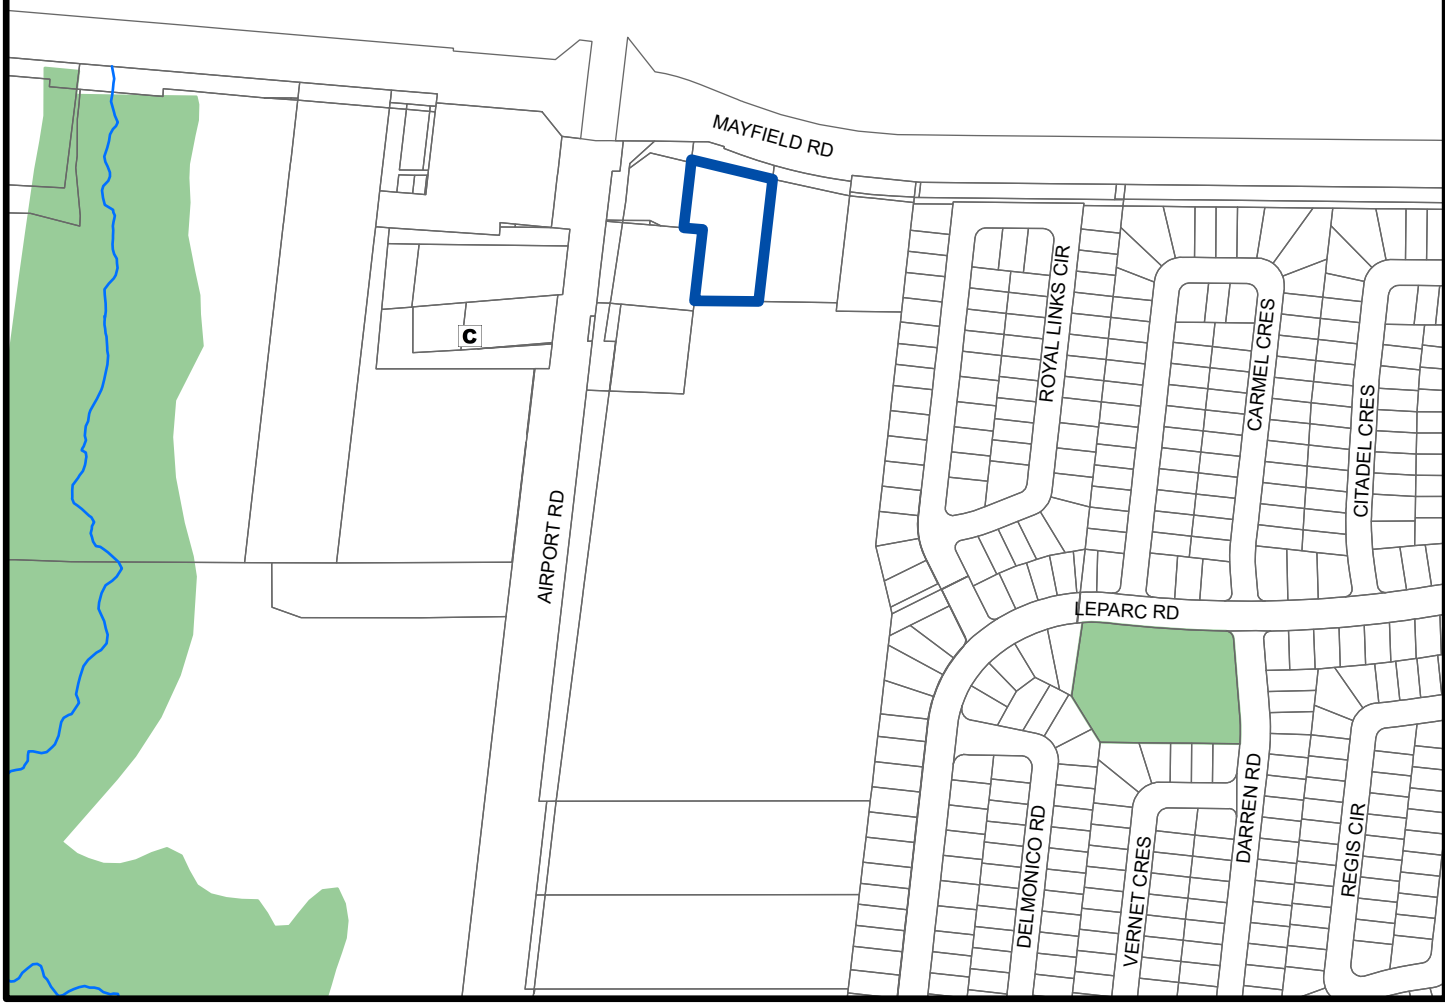 MAYFIELD RD
ROYAL LINKS CIR
CARMEL CRES
C
CITADEL CRES
AIRPORT RD
LEPARC RD
DARREN RD
DELMONICO RD
REGIS CIR
VERNET CRES